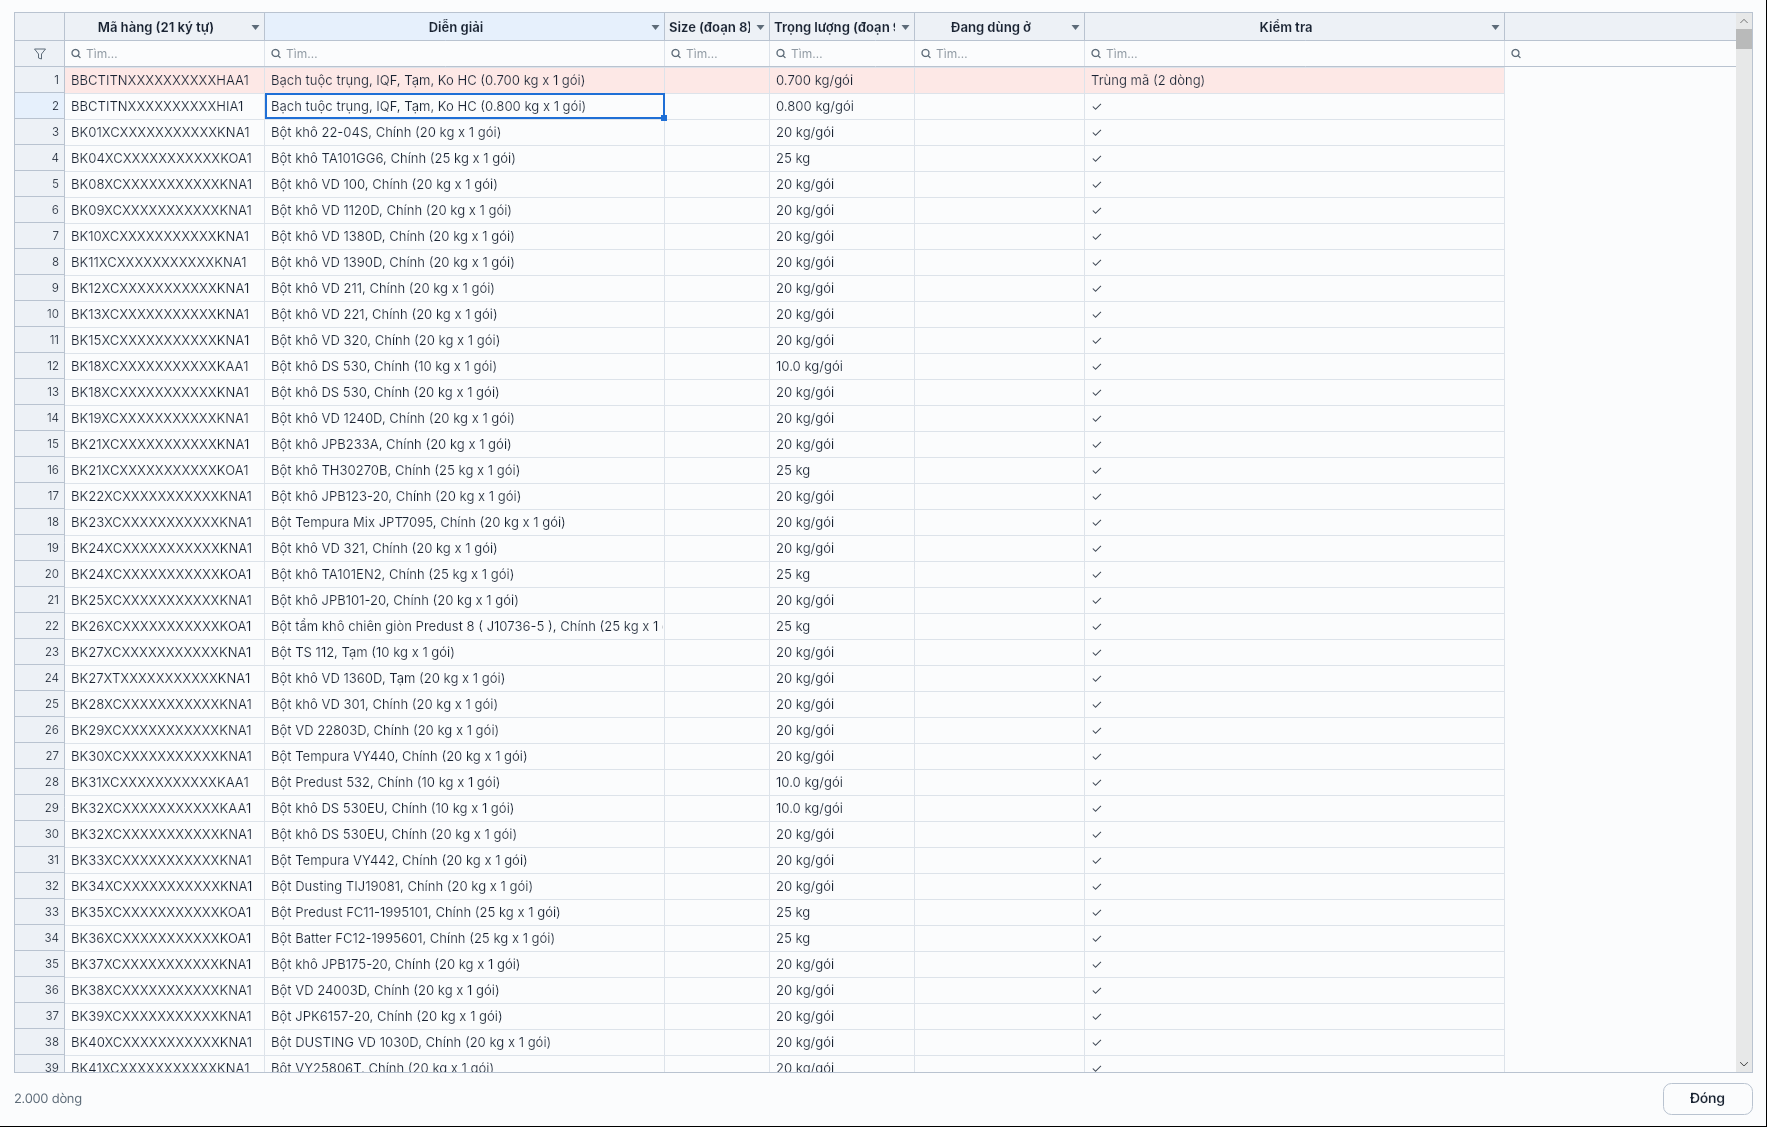 Mã hàng (21 ký tự) Diễn giải Size (đoạn 8) Trọng lượng (đoạn Đang dùng ở Kiểm tra
Tìm... Tìm... Tìm... Tìm... Tìm... Tìm...
1 BBCTITNXXXXXXXXXXHAA1 Bạch tuộc trụng, IQF, Tạm, Ko HC (0.700 kg x 1 gói) 0.700 kg/gói Trùng mã (2 dòng)
2 BBCTITNXXXXXXXXXXHIA1 Bạch tuộc trụng, IQF, Tạm, Ko HC (0.800 kg x 1 gói) 0.800 kg/gói ✓
3 BK01XCXXXXXXXXXXXKNA1 Bột khô 22-04S, Chính (20 kg x 1 gói) 20 kg/gói ✓
4 BK04XCXXXXXXXXXXXKOA1 Bột khô TA101GG6, Chính (25 kg x 1 gói) 25 kg ✓
5 BK08XCXXXXXXXXXXXKNA1 Bột khô VD 100, Chính (20 kg x 1 gói) 20 kg/gói ✓
6 BK09XCXXXXXXXXXXXKNA1 Bột khô VD 1120D, Chính (20 kg x 1 gói) 20 kg/gói ✓
7 BK10XCXXXXXXXXXXXKNA1 Bột khô VD 1380D, Chính (20 kg x 1 gói) 20 kg/gói ✓
8 BK11XCXXXXXXXXXXXKNA1 Bột khô VD 1390D, Chính (20 kg x 1 gói) 20 kg/gói ✓
9 BK12XCXXXXXXXXXXXKNA1 Bột khô VD 211, Chính (20 kg x 1 gói) 20 kg/gói ✓
10 BK13XCXXXXXXXXXXXKNA1 Bột khô VD 221, Chính (20 kg x 1 gói) 20 kg/gói ✓
11 BK15XCXXXXXXXXXXXKNA1 Bột khô VD 320, Chính (20 kg x 1 gói) 20 kg/gói ✓
12 BK18XCXXXXXXXXXXXKAA1 Bột khô DS 530, Chính (10 kg x 1 gói) 10.0 kg/gói ✓
13 BK18XCXXXXXXXXXXXKNA1 Bột khô DS 530, Chính (20 kg x 1 gói) 20 kg/gói ✓
14 BK19XCXXXXXXXXXXXKNA1 Bột khô VD 1240D, Chính (20 kg x 1 gói) 20 kg/gói ✓
15 BK21XCXXXXXXXXXXXKNA1 Bột khô JPB233A, Chính (20 kg x 1 gói) 20 kg/gói ✓
16 BK21XCXXXXXXXXXXXKOA1 Bột khô TH30270B, Chính (25 kg x 1 gói) 25 kg ✓
17 BK22XCXXXXXXXXXXXKNA1 Bột khô JPB123-20, Chính (20 kg x 1 gói) 20 kg/gói ✓
18 BK23XCXXXXXXXXXXXKNA1 Bột Tempura Mix JPT7095, Chính (20 kg x 1 gói) 20 kg/gói ✓
19 BK24XCXXXXXXXXXXXKNA1 Bột khô VD 321, Chính (20 kg x 1 gói) 20 kg/gói ✓
20 BK24XCXXXXXXXXXXXKOA1 Bột khô TA101EN2, Chính (25 kg x 1 gói) 25 kg ✓
21 BK25XCXXXXXXXXXXXKNA1 Bột khô JPB101-20, Chính (20 kg x 1 gói) 20 kg/gói ✓
22 BK26XCXXXXXXXXXXXKOA1 Bột tẩm khô chiên giòn Predust 8 ( J10736-5 ), Chính (25 kg x 1 25 kg ✓
23 BK27XCXXXXXXXXXXXKNA1 Bột TS 112, Tạm (10 kg x 1 gói) 20 kg/gói ✓
24 BK27XTXXXXXXXXXXXKNA1 Bột khô VD 1360D, Tạm (20 kg x 1 gói) 20 kg/gói ✓
25 BK28XCXXXXXXXXXXXKNA1 Bột khô VD 301, Chính (20 kg x 1 gói) 20 kg/gói ✓
26 BK29XCXXXXXXXXXXXKNA1 Bột VD 22803D, Chính (20 kg x 1 gói) 20 kg/gói ✓
27 BK30XCXXXXXXXXXXXKNA1 Bột Tempura VY440, Chính (20 kg x 1 gói) 20 kg/gói ✓
28 BK31XCXXXXXXXXXXXKAA1 Bột Predust 532, Chính (10 kg x 1 gói) 10.0 kg/gói ✓
29 BK32XCXXXXXXXXXXXKAA1 Bột khô DS 530EU, Chính (10 kg x 1 gói) 10.0 kg/gói ✓
30 BK32XCXXXXXXXXXXXKNA1 Bột khô DS 530EU, Chính (20 kg x 1 gói) 20 kg/gói ✓
31 BK33XCXXXXXXXXXXXKNA1 Bột Tempura VY442, Chính (20 kg x 1 gói) 20 kg/gói ✓
32 BK34XCXXXXXXXXXXXKNA1 Bột Dusting TIJ19081, Chính (20 kg x 1 gói) 20 kg/gói ✓
33 BK35XCXXXXXXXXXXXKOA1 Bột Predust FC11-1995101, Chính (25 kg x 1 gói) 25 kg ✓
34 BK36XCXXXXXXXXXXXKOA1 Bột Batter FC12-1995601, Chính (25 kg x 1 gói) 25 kg ✓
35 BK37XCXXXXXXXXXXXKNA1 Bột khô JPB175-20, Chính (20 kg x 1 gói) 20 kg/gói ✓
36 BK38XCXXXXXXXXXXXKNA1 Bột VD 24003D, Chính (20 kg x 1 gói) 20 kg/gói ✓
37 BK39XCXXXXXXXXXXXKNA1 Bột JPK6157-20, Chính (20 kg x 1 gói) 20 kg/gói ✓
38 BK40XCXXXXXXXXXXXKNA1 Bột DUSTING VD 1030D, Chính (20 kg x 1 gói) 20 kg/gói ✓
39 BK41XCXXXXXXXXXXXKNA1 Bột VY25806T, Chính (20 kg x 1 gói) 20 kg/gói ✓
2.000 dòng Đóng